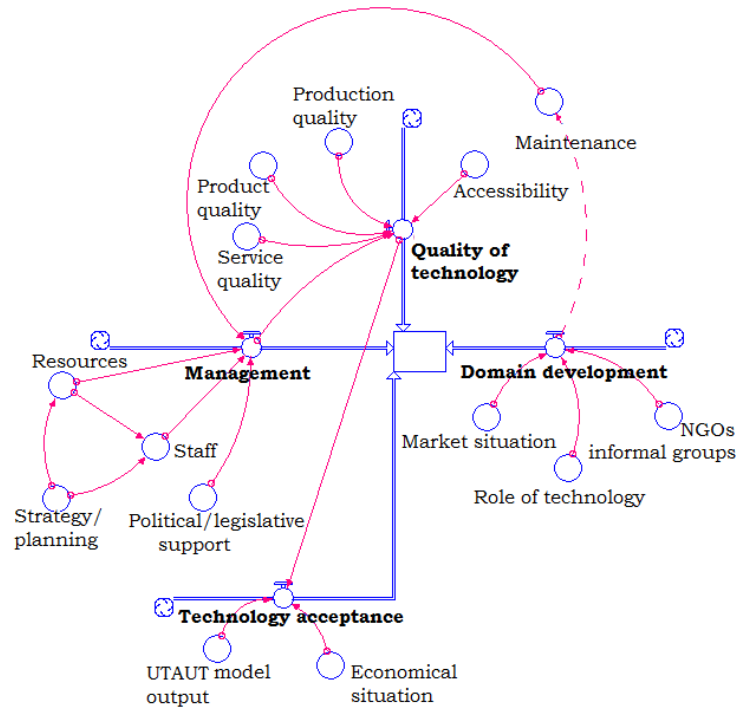 Production
quality
Maintenance
Product
quality
Accessibility
Service
quality
Quality of
technology
Resources
Management
Domain development
Market situation
NGOs
informal groups
Staff
Role of technology
Strategy/
planning
Political/legislative
support
Technology acceptance
UTAUT model
output
Economical
situation